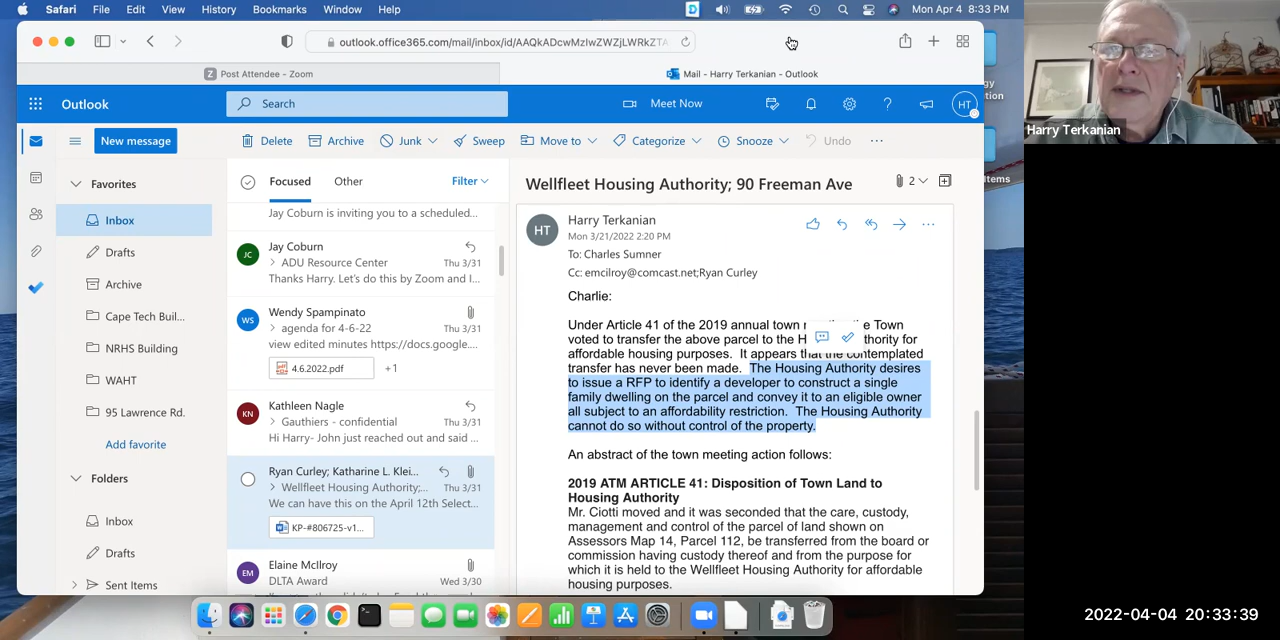 Safari File Edit View History Bookmarks Window Help Mon Apr 4 8:33 PM
outlook.office365.com/mail/inbox/id/AAQkADcwMzIwZWZjLWRkZTA
Post Attendee - Zoom
Mail - Harry Terkanian - Outlook
Outlook
Search
Meet Now
HT
New message
Delete Archive Junk Sweep Move to Categorize Snooze Undo
Favorites
Inbox
Drafts
Archive
Cape Tech Buil...
NRHS Building
WAHT
95 Lawrence Rd.
Add favorite
Folders
Inbox
Drafts
Sent Items
Focused Other Filter
Jay Coburn is inviting you to a scheduled...
JC
Jay Coburn
ADU Resource Center Thu 3/31
Thanks Harry. Let's do this by Zoom and I...
WS
Wendy Spampinato
agenda for 4-6-22 Thu 3/31
view edited minutes https://docs.google....
4.6.2022.pdf +1
KN
Kathleen Nagle
Gauthiers - confidential Thu 3/31
Hi Harry- John just reached out and said ...
Ryan Curley; Katharine L. Klei...
Wellfleet Housing Authority;... Thu 3/31
We can have this on the April 12th Select...
KP-#806725-v1...
EM
Elaine McIlroy
DLTA Award Wed 3/30
Wellfleet Housing Authority; 90 Freeman Ave
2
HT
Harry Terkanian
Mon 3/21/2022 2:20 PM
To: Charles Sumner
Cc: emcilroy@comcast.net;Ryan Curley
Charlie:
Under Article 41 of the 2019 annual town the Town
voted to transfer the above parcel to the H for
affordable housing purposes. It appears that the contemplated
transfer has never been made. The Housing Authority desires
to issue a RFP to identify a developer to construct a single
family dwelling on the parcel and convey it to an eligible owner
all subject to an affordability restriction. The Housing Authority
cannot do so without control of the property.
An abstract of the town meeting action follows:
2019 ATM ARTICLE 41: Disposition of Town Land to
Housing Authority
Mr. Ciotti moved and it was seconded that the care, custody,
management and control of the parcel of land shown on
Assessors Map 14, Parcel 112, be transferred from the board or
commission having custody thereof and from the purpose for
which it is held to the Wellfleet Housing Authority for affordable
housing purposes.
Harry Terkanian
2022-04-04 20:33:39